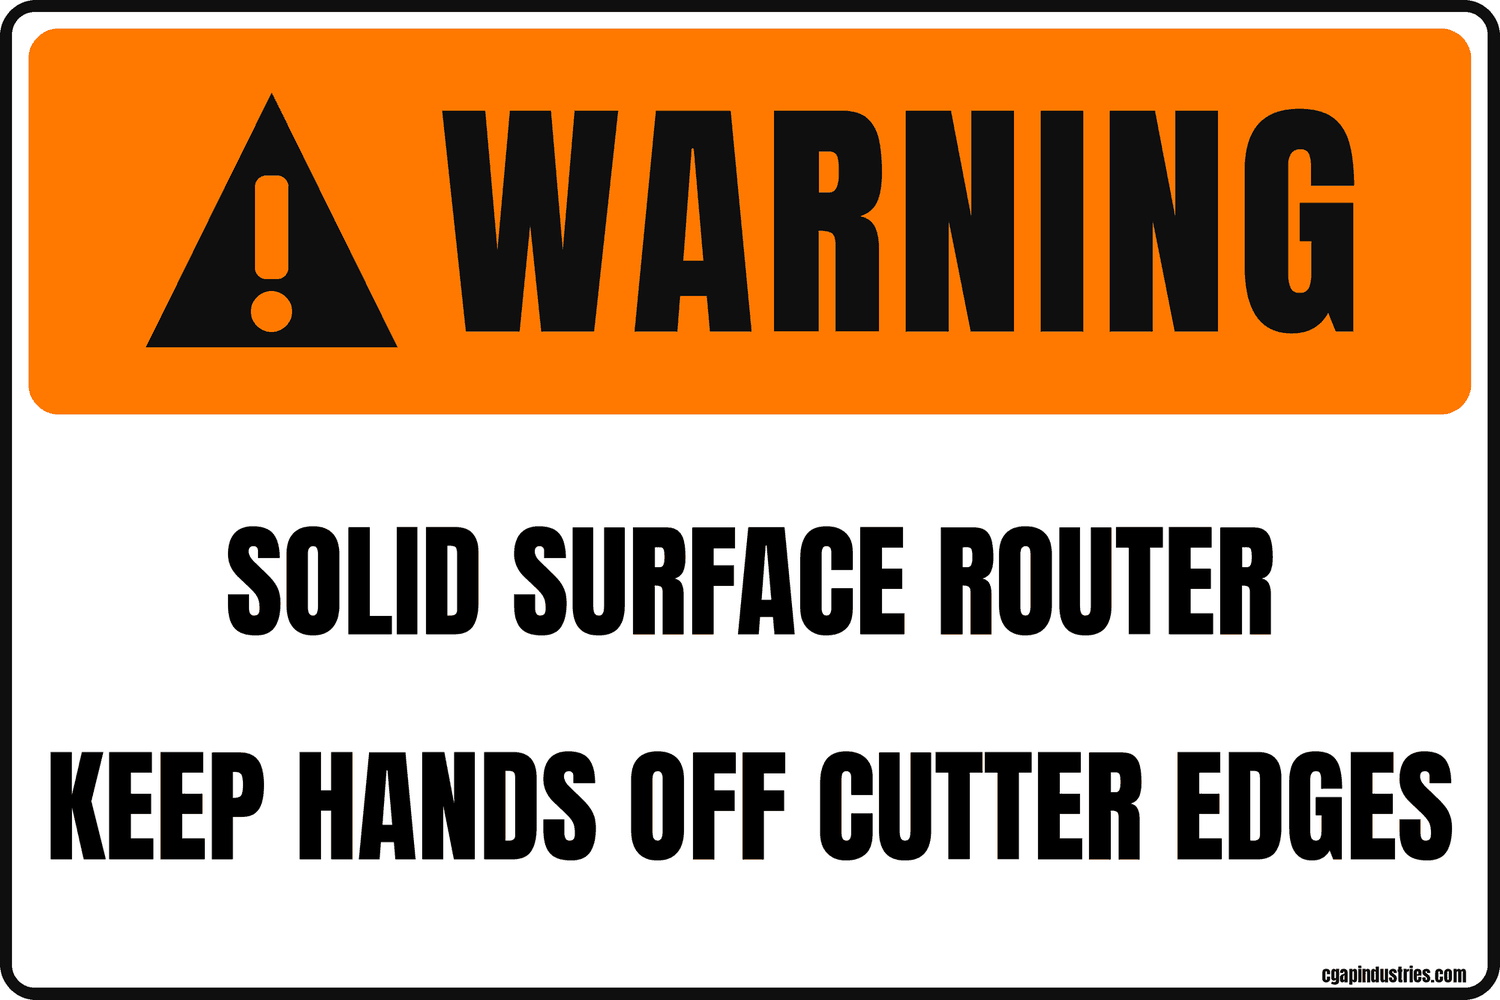 WARNING
SOLID SURFACE ROUTER
KEEP HANDS OFF CUTTER EDGES
cgapindustries.com